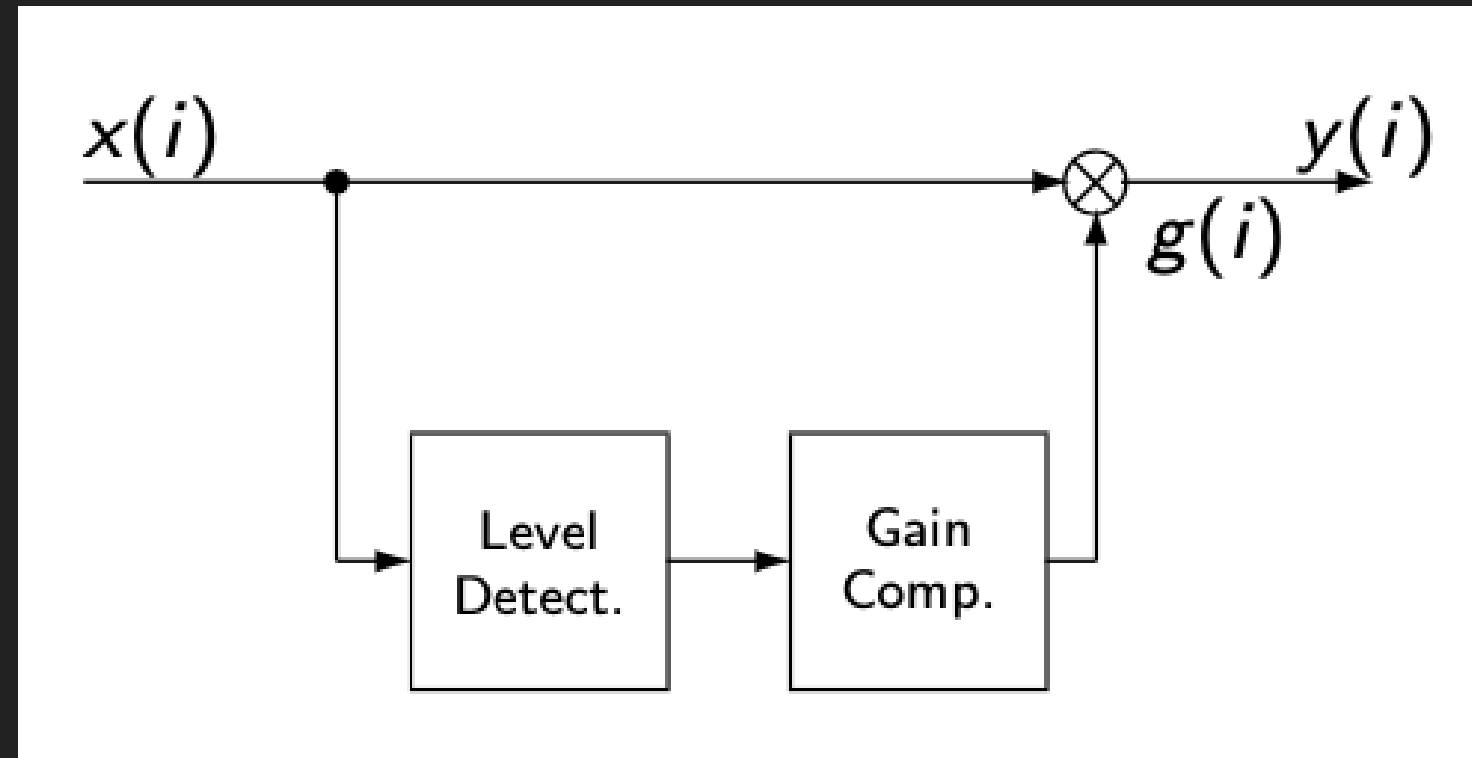 x(i)
y(i)
g(i)
Level
Detect.
Gain
Comp.